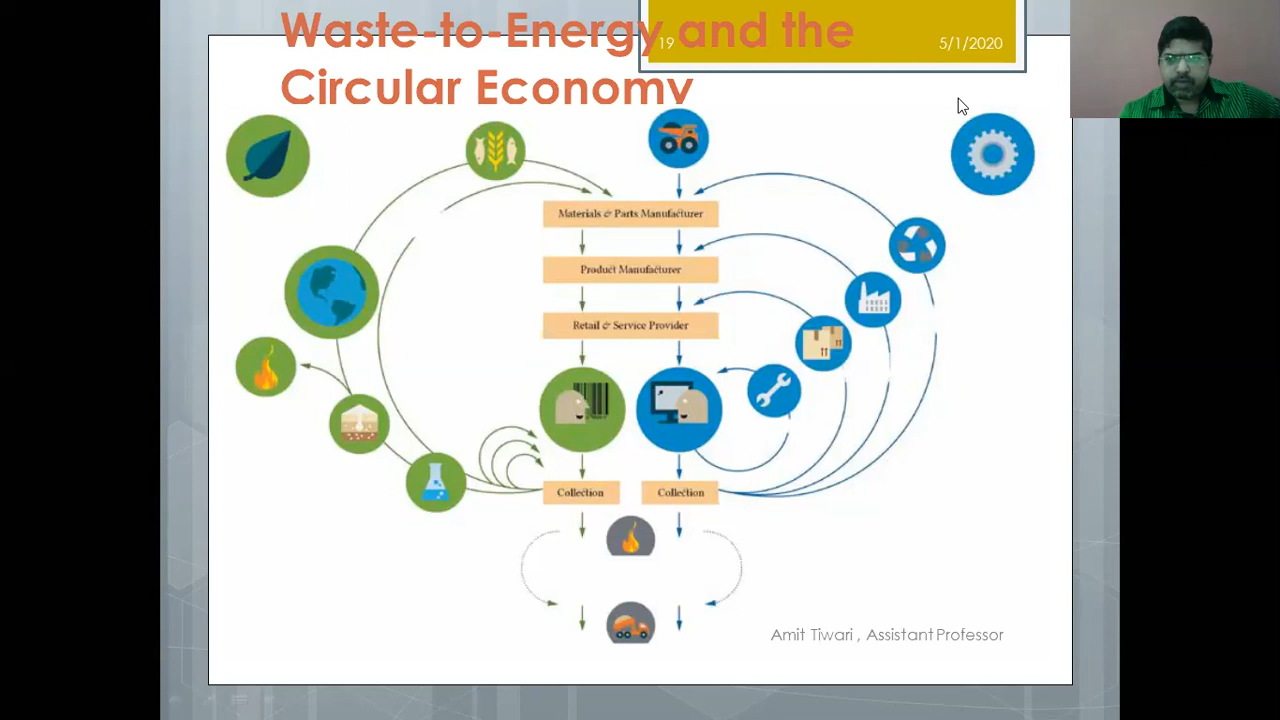 Waste-to-Energy and the
Circular Economy
19
5/1/2020
Materials & Parts Manufacturer
Product Manufacturer
Retail & Service Provider
Collection
Collection
Amit Tiwari , Assistant Professor